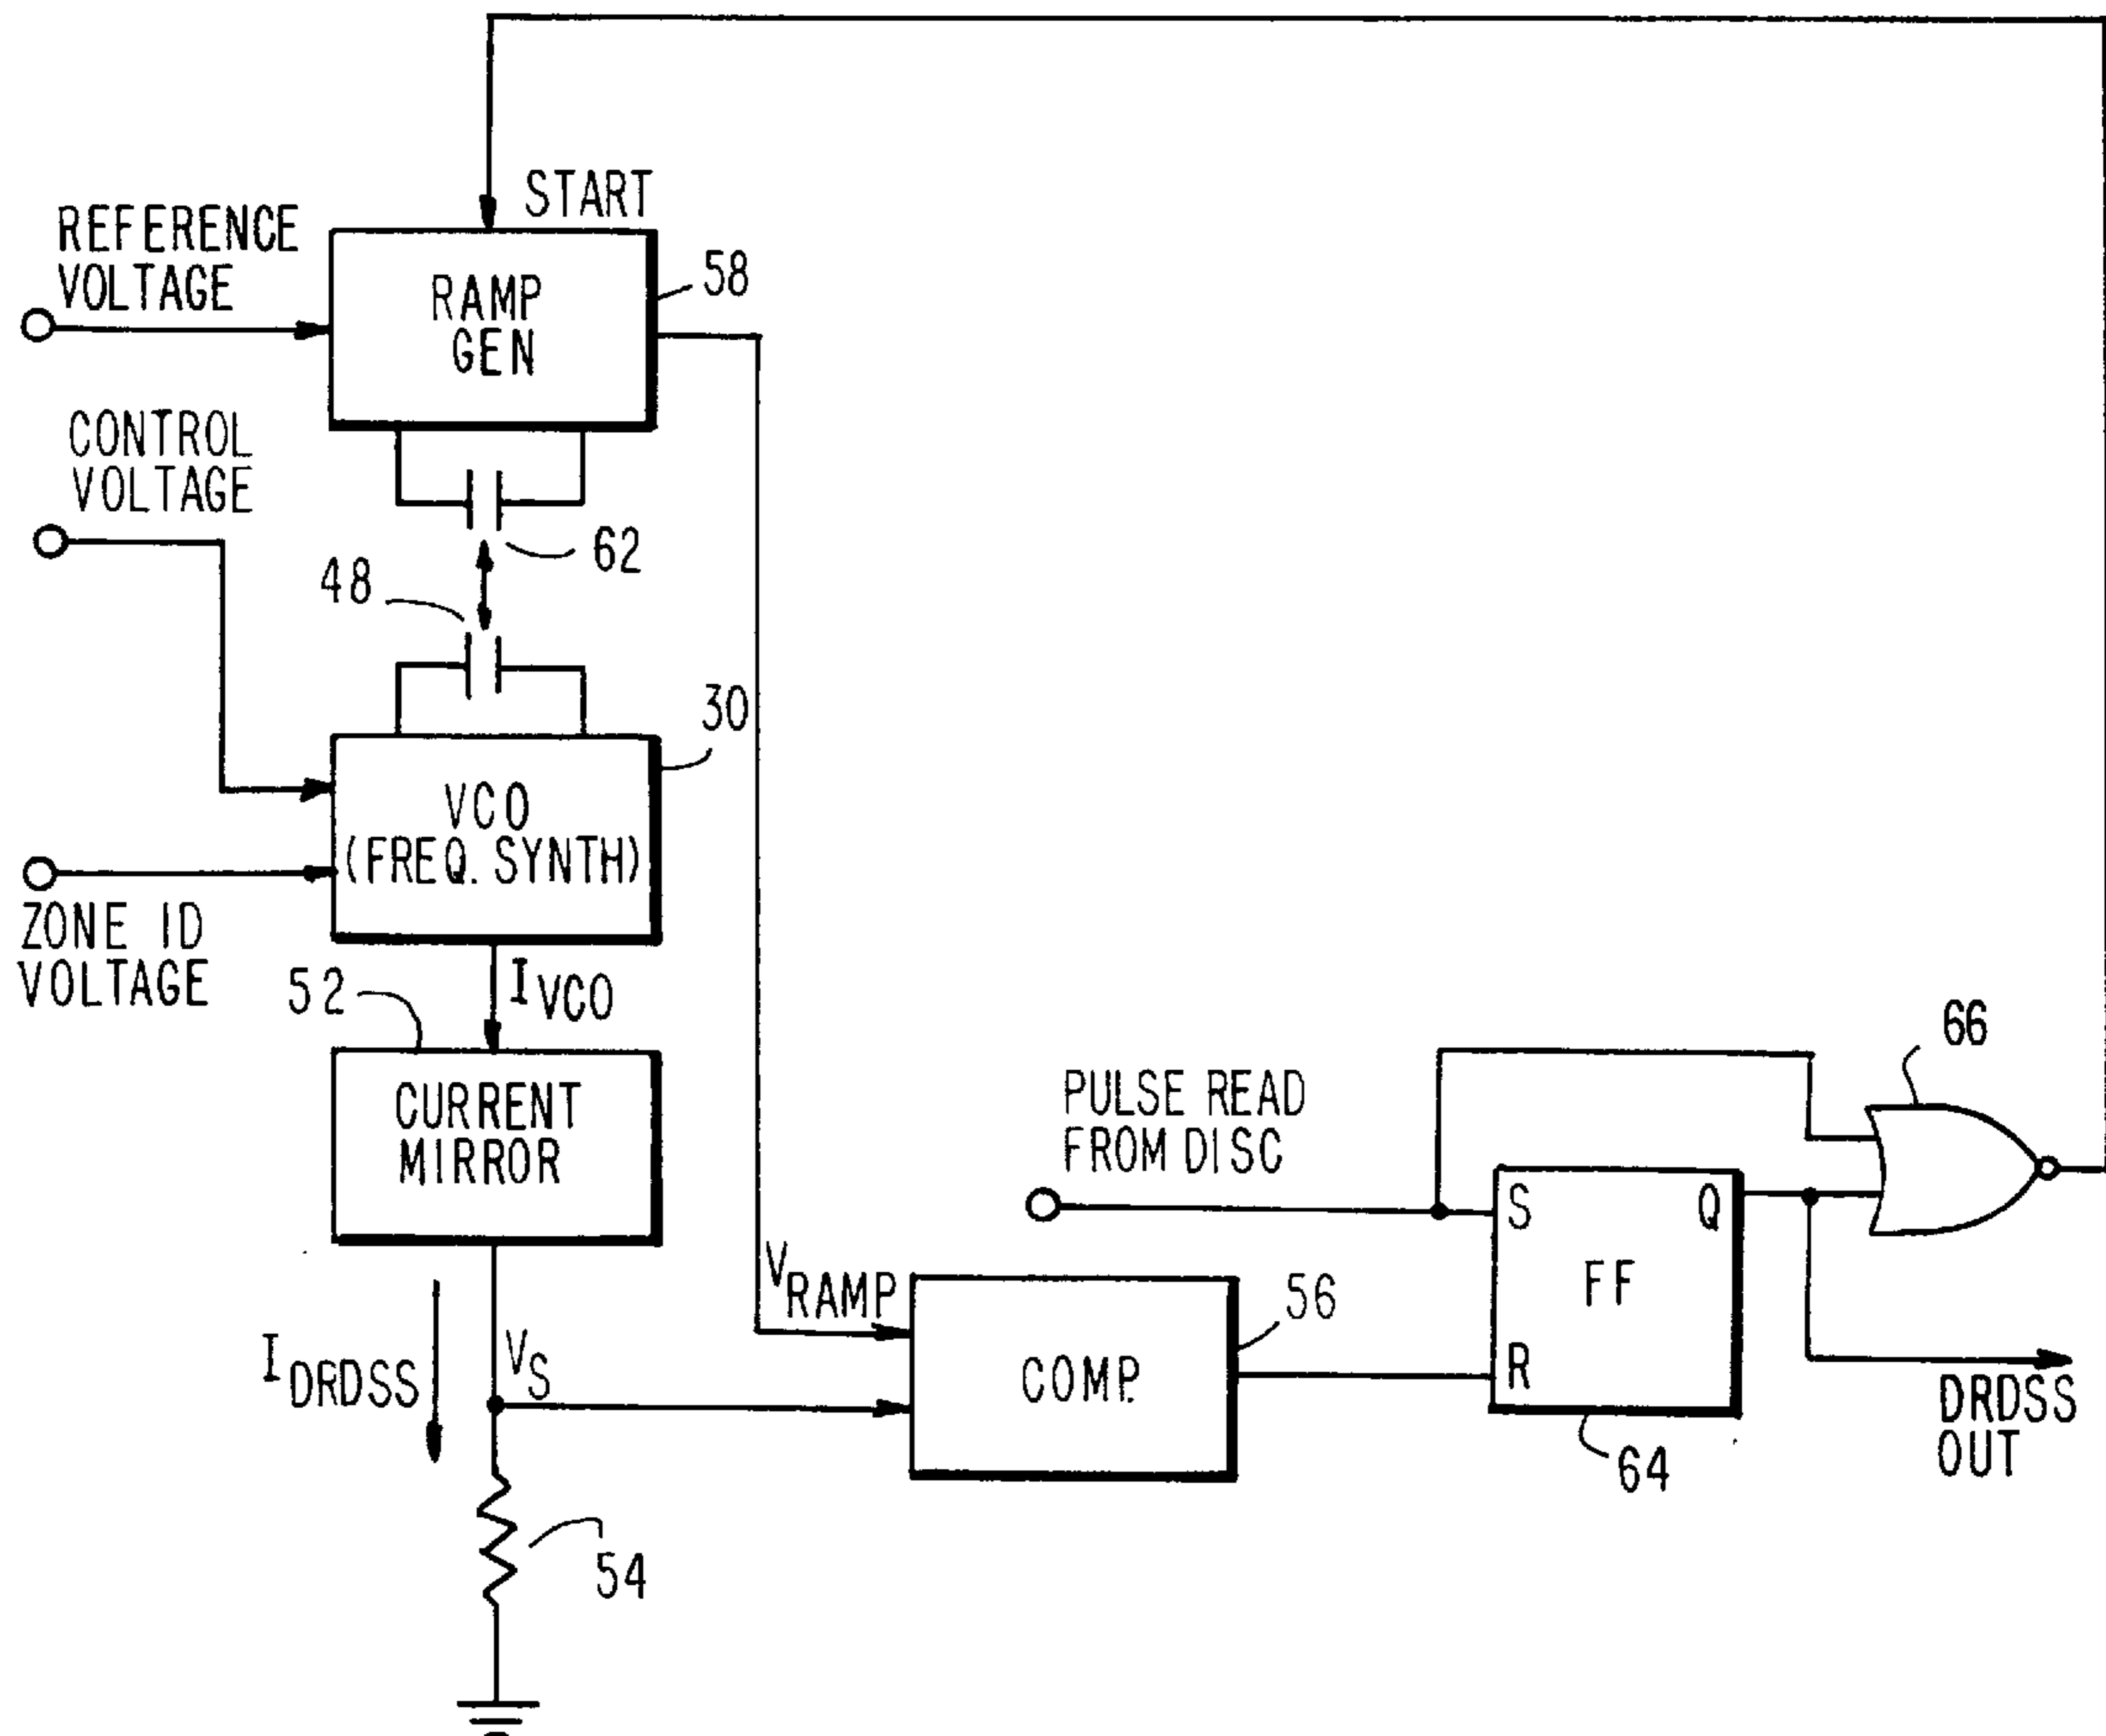 START
REFERENCE
VOLTAGE
RAMP
GEN
58
CONTROL
VOLTAGE
62
48
30
VCO
(FREQ. SYNTH)
ZONE ID
VOLTAGE
52
IVCO
CURRENT
MIRROR
66
PULSE READ
FROM DISC
S
Q
FF
R
64
VRAMP
56
COMP.
IDRDSS
VS
DRDSS
OUT
54